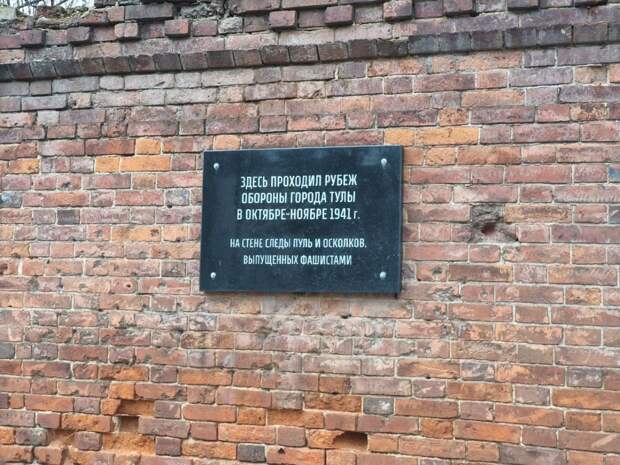 ЗДЕСЬ ПРОХОДИЛ РУБЕЖ
ОБОРОНЫ ГОРОДА ТУЛЫ
В ОКТЯБРЕ-НОЯБРЕ 1941 г.
НА СТЕНЕ СЛЕДЫ ПУЛЬ И ОСКОЛКОВ,
ВЫПУЩЕННЫХ ФАШИСТАМИ